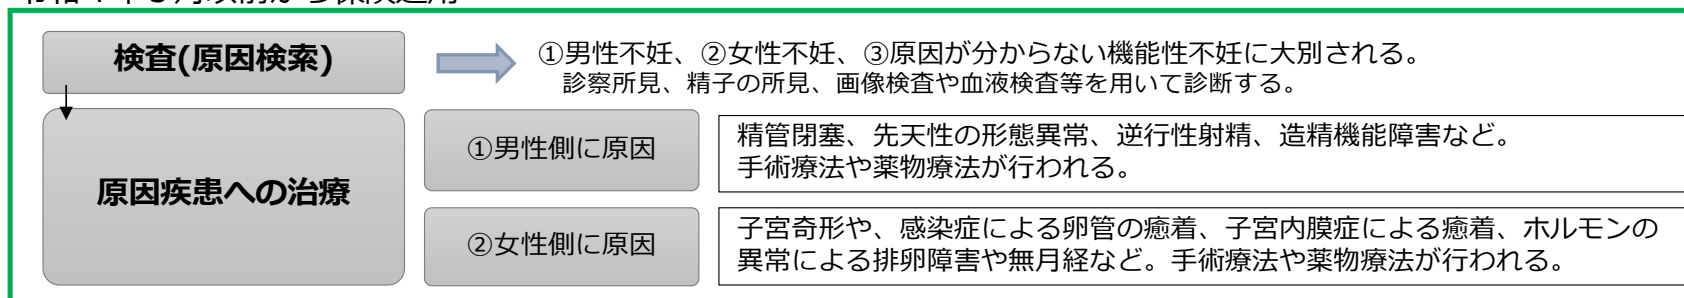 検査(原因検索)
①男性不妊、②女性不妊、③原因が分からない機能性不妊に大別される。
診察所見、精子の所見、画像検査や血液検査等を用いて診断する。
原因疾患への治療
①男性側に原因
精管閉塞、先天性の形態異常、逆行性射精、造精機能障害など。
手術療法や薬物療法が行われる。
②女性側に原因
子宮奇形や、感染症による卵管の癒着、子宮内膜症による癒着、ホルモンの
異常による排卵障害や無月経など。手術療法や薬物療法が行われる。